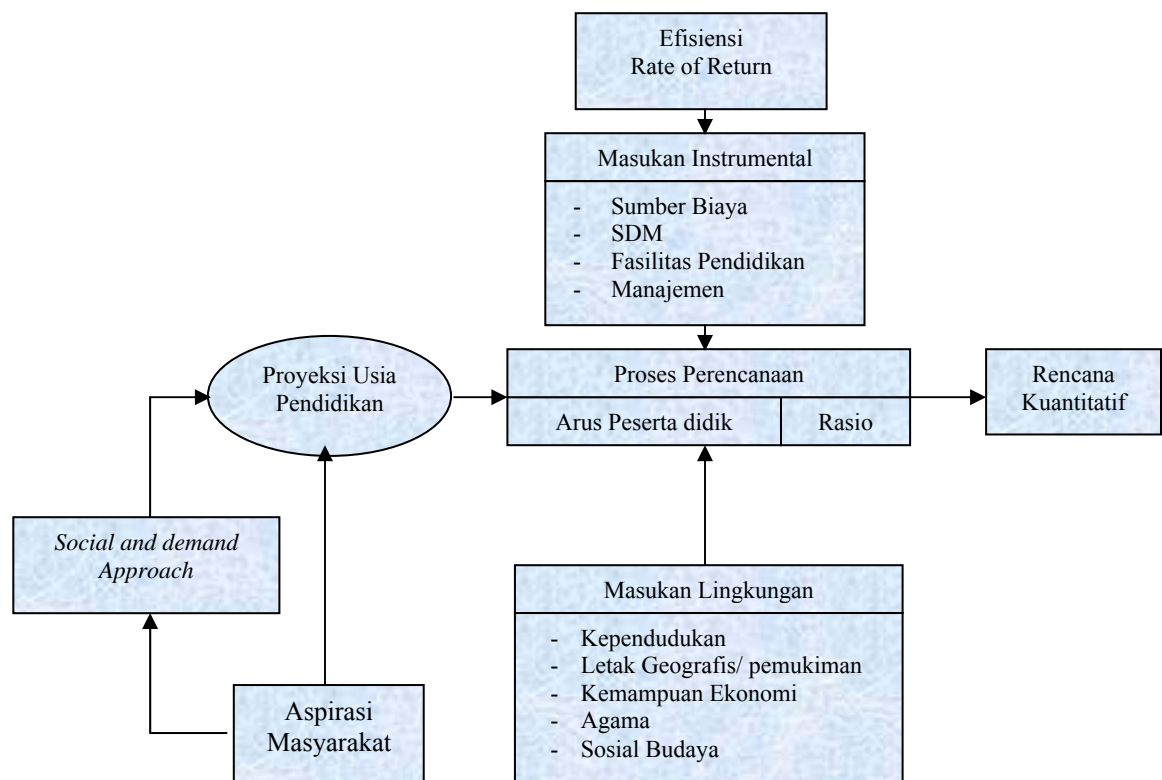 Efisiensi
Rate of Return
Masukan Instrumental
- Sumber Biaya
- SDM
- Fasilitas Pendidikan
- Manajemen
Proyeksi Usia
Pendidikan
Proses Perencanaan
Arus Peserta didik
Rasio
Rencana
Kuantitatif
Social and demand
Approach
Aspirasi
Masyarakat
Masukan Lingkungan
- Kependudukan
- Letak Geografis/ pemukiman
- Kemampuan Ekonomi
- Agama
- Sosial Budaya